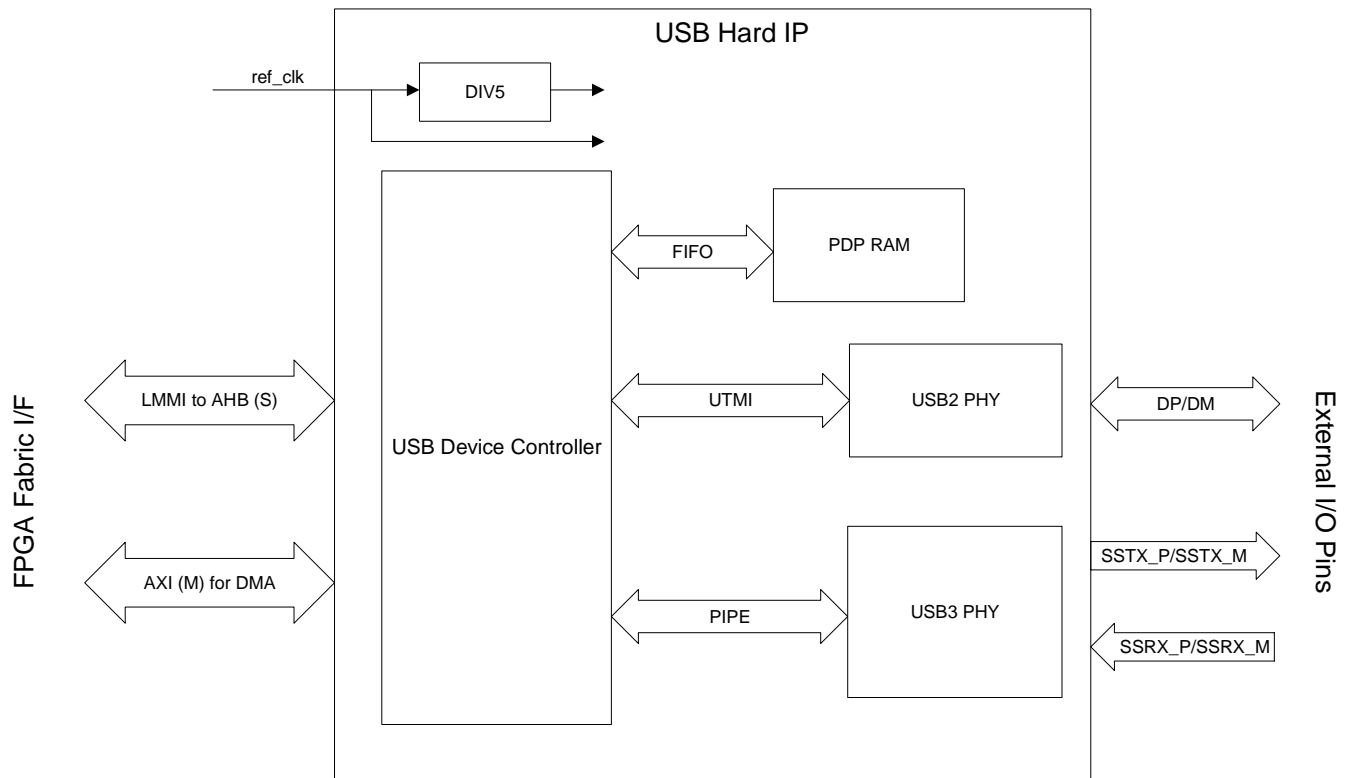 USB Hard IP
ref_clk
DIV5
PDP RAM
FIFO
LMMI to AHB (S)
UTMI
USB2 PHY
DP/DM
USB Device Controller
FPGA Fabric I/F
External I/O Pins
SSTX_P/SSTX_M
AXI (M) for DMA
PIPE
USB3 PHY
SSRX_P/SSRX_M